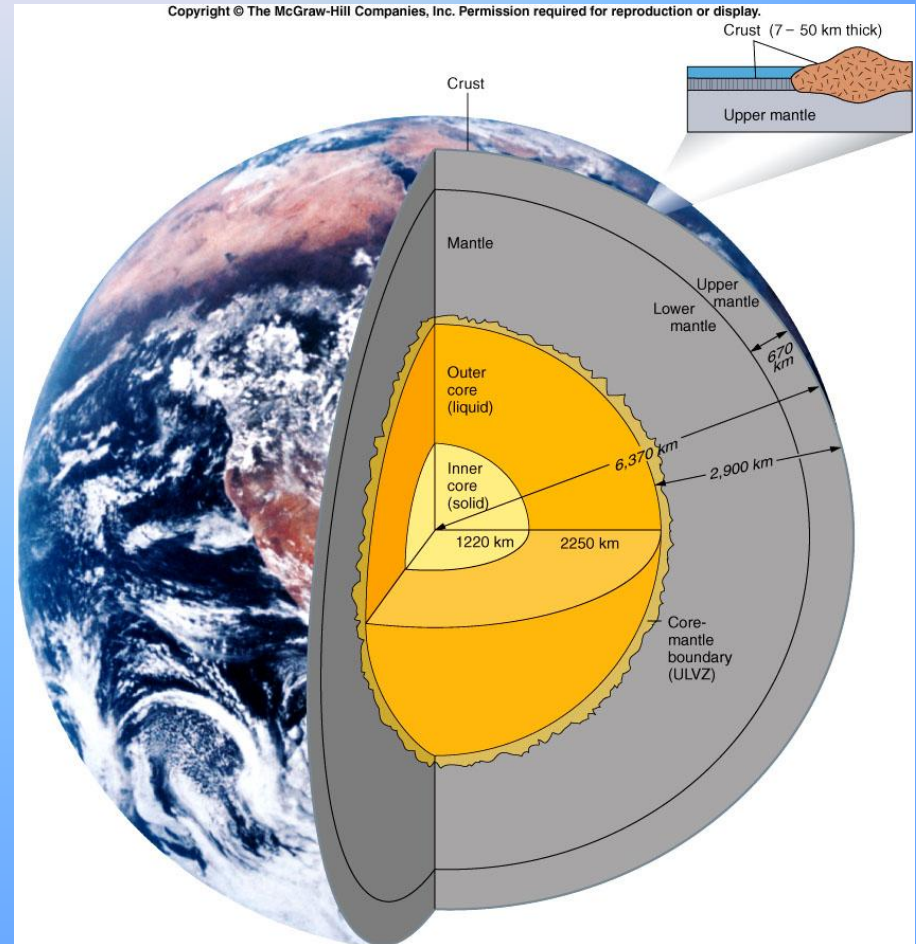 Copyright © The McGraw-Hill Companies, Inc. Permission required for reproduction or display.
Crust (7 – 50 km thick)
Upper mantle
Crust
Mantle
Upper
mantle
Lower
mantle
670
km
Outer
core
(liquid)
6,370 km
2,900 km
Inner
core
(solid)
1220 km
2250 km
Core-
mantle
boundary
(ULVZ)